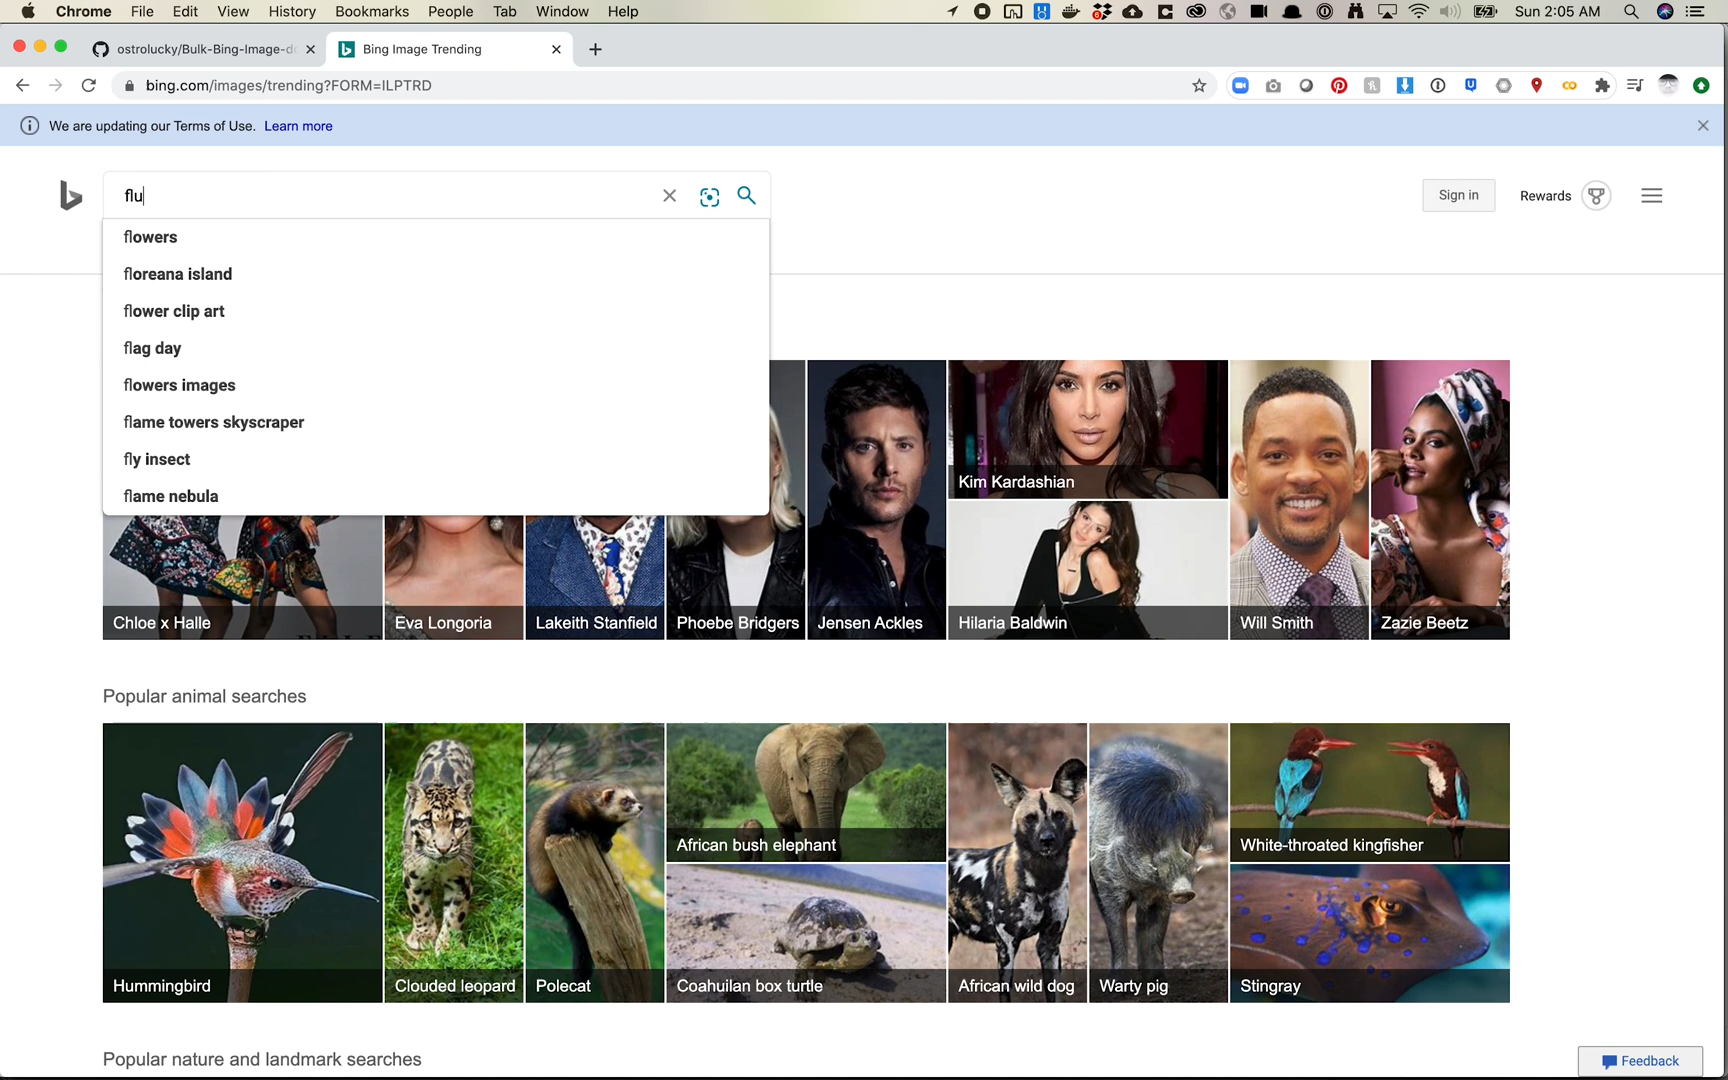 Chrome File Edit View History Bookmarks People Tab Window Help Sun 2:05 AM
ostrolucky/Bulk-Bing-Image-d Bing Image Trending
bing.com/images/trending?FORM=ILPTRD
We are updating our Terms of Use. Learn more
flu
Sign in Rewards
flowers
floreana island
flower clip art
flag day
flowers images
flame towers skyscraper
fly insect
flame nebula
Kim Kardashian
Chloe x Halle Eva Longoria Lakeith Stanfield Phoebe Bridgers Jensen Ackles Hilaria Baldwin Will Smith Zazie Beetz
Popular animal searches
African bush elephant White-throated kingfisher
Hummingbird Clouded leopard Polecat Coahuilan box turtle African wild dog Warty pig Stingray
Popular nature and landmark searches
Feedback